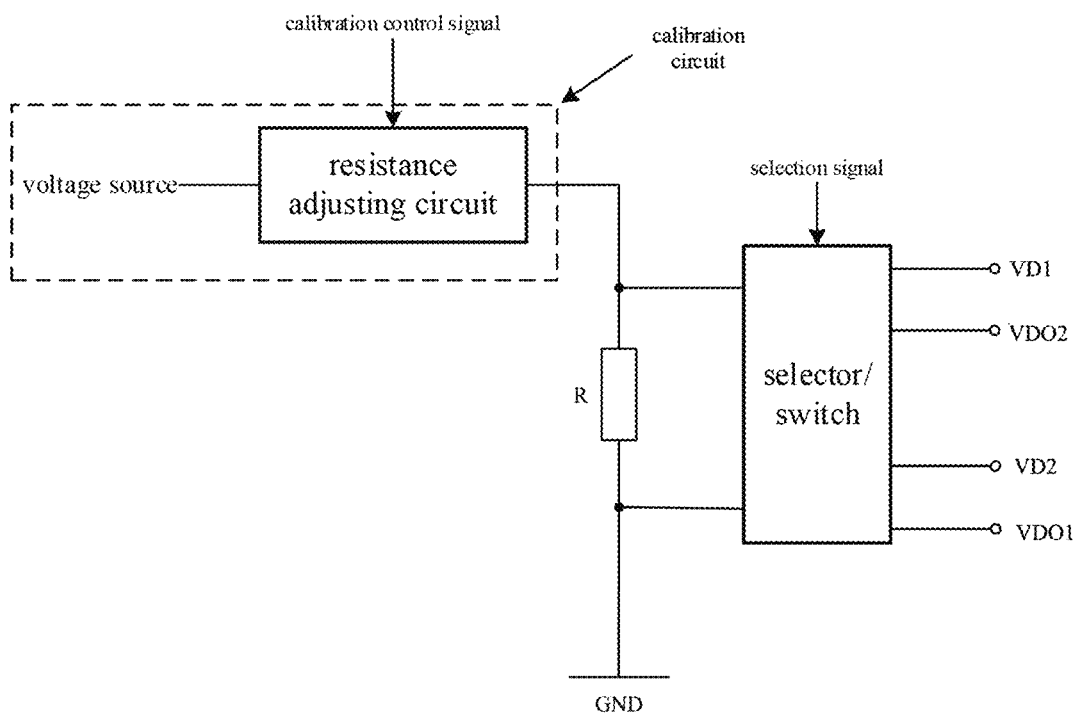 calibration control signal
calibration
circuit
resistance
adjusting circuit
voltage source
selection signal
VD1
VDO2
selector/
switch
R
VD2
VDO1
GND